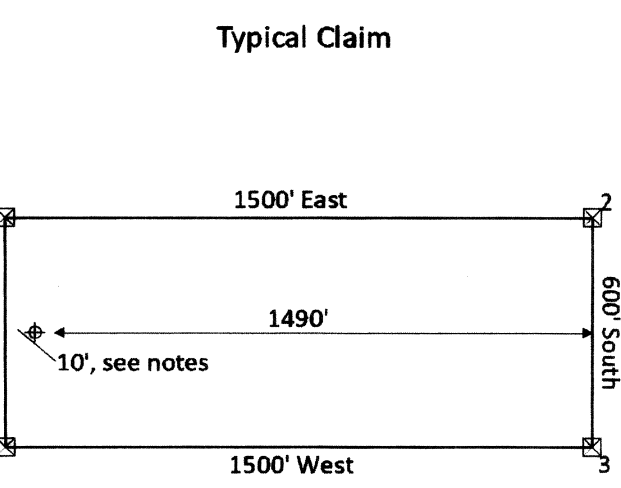 Typical Claim
1500' East
2
1490'
600' South
10', see notes
1500' West
3